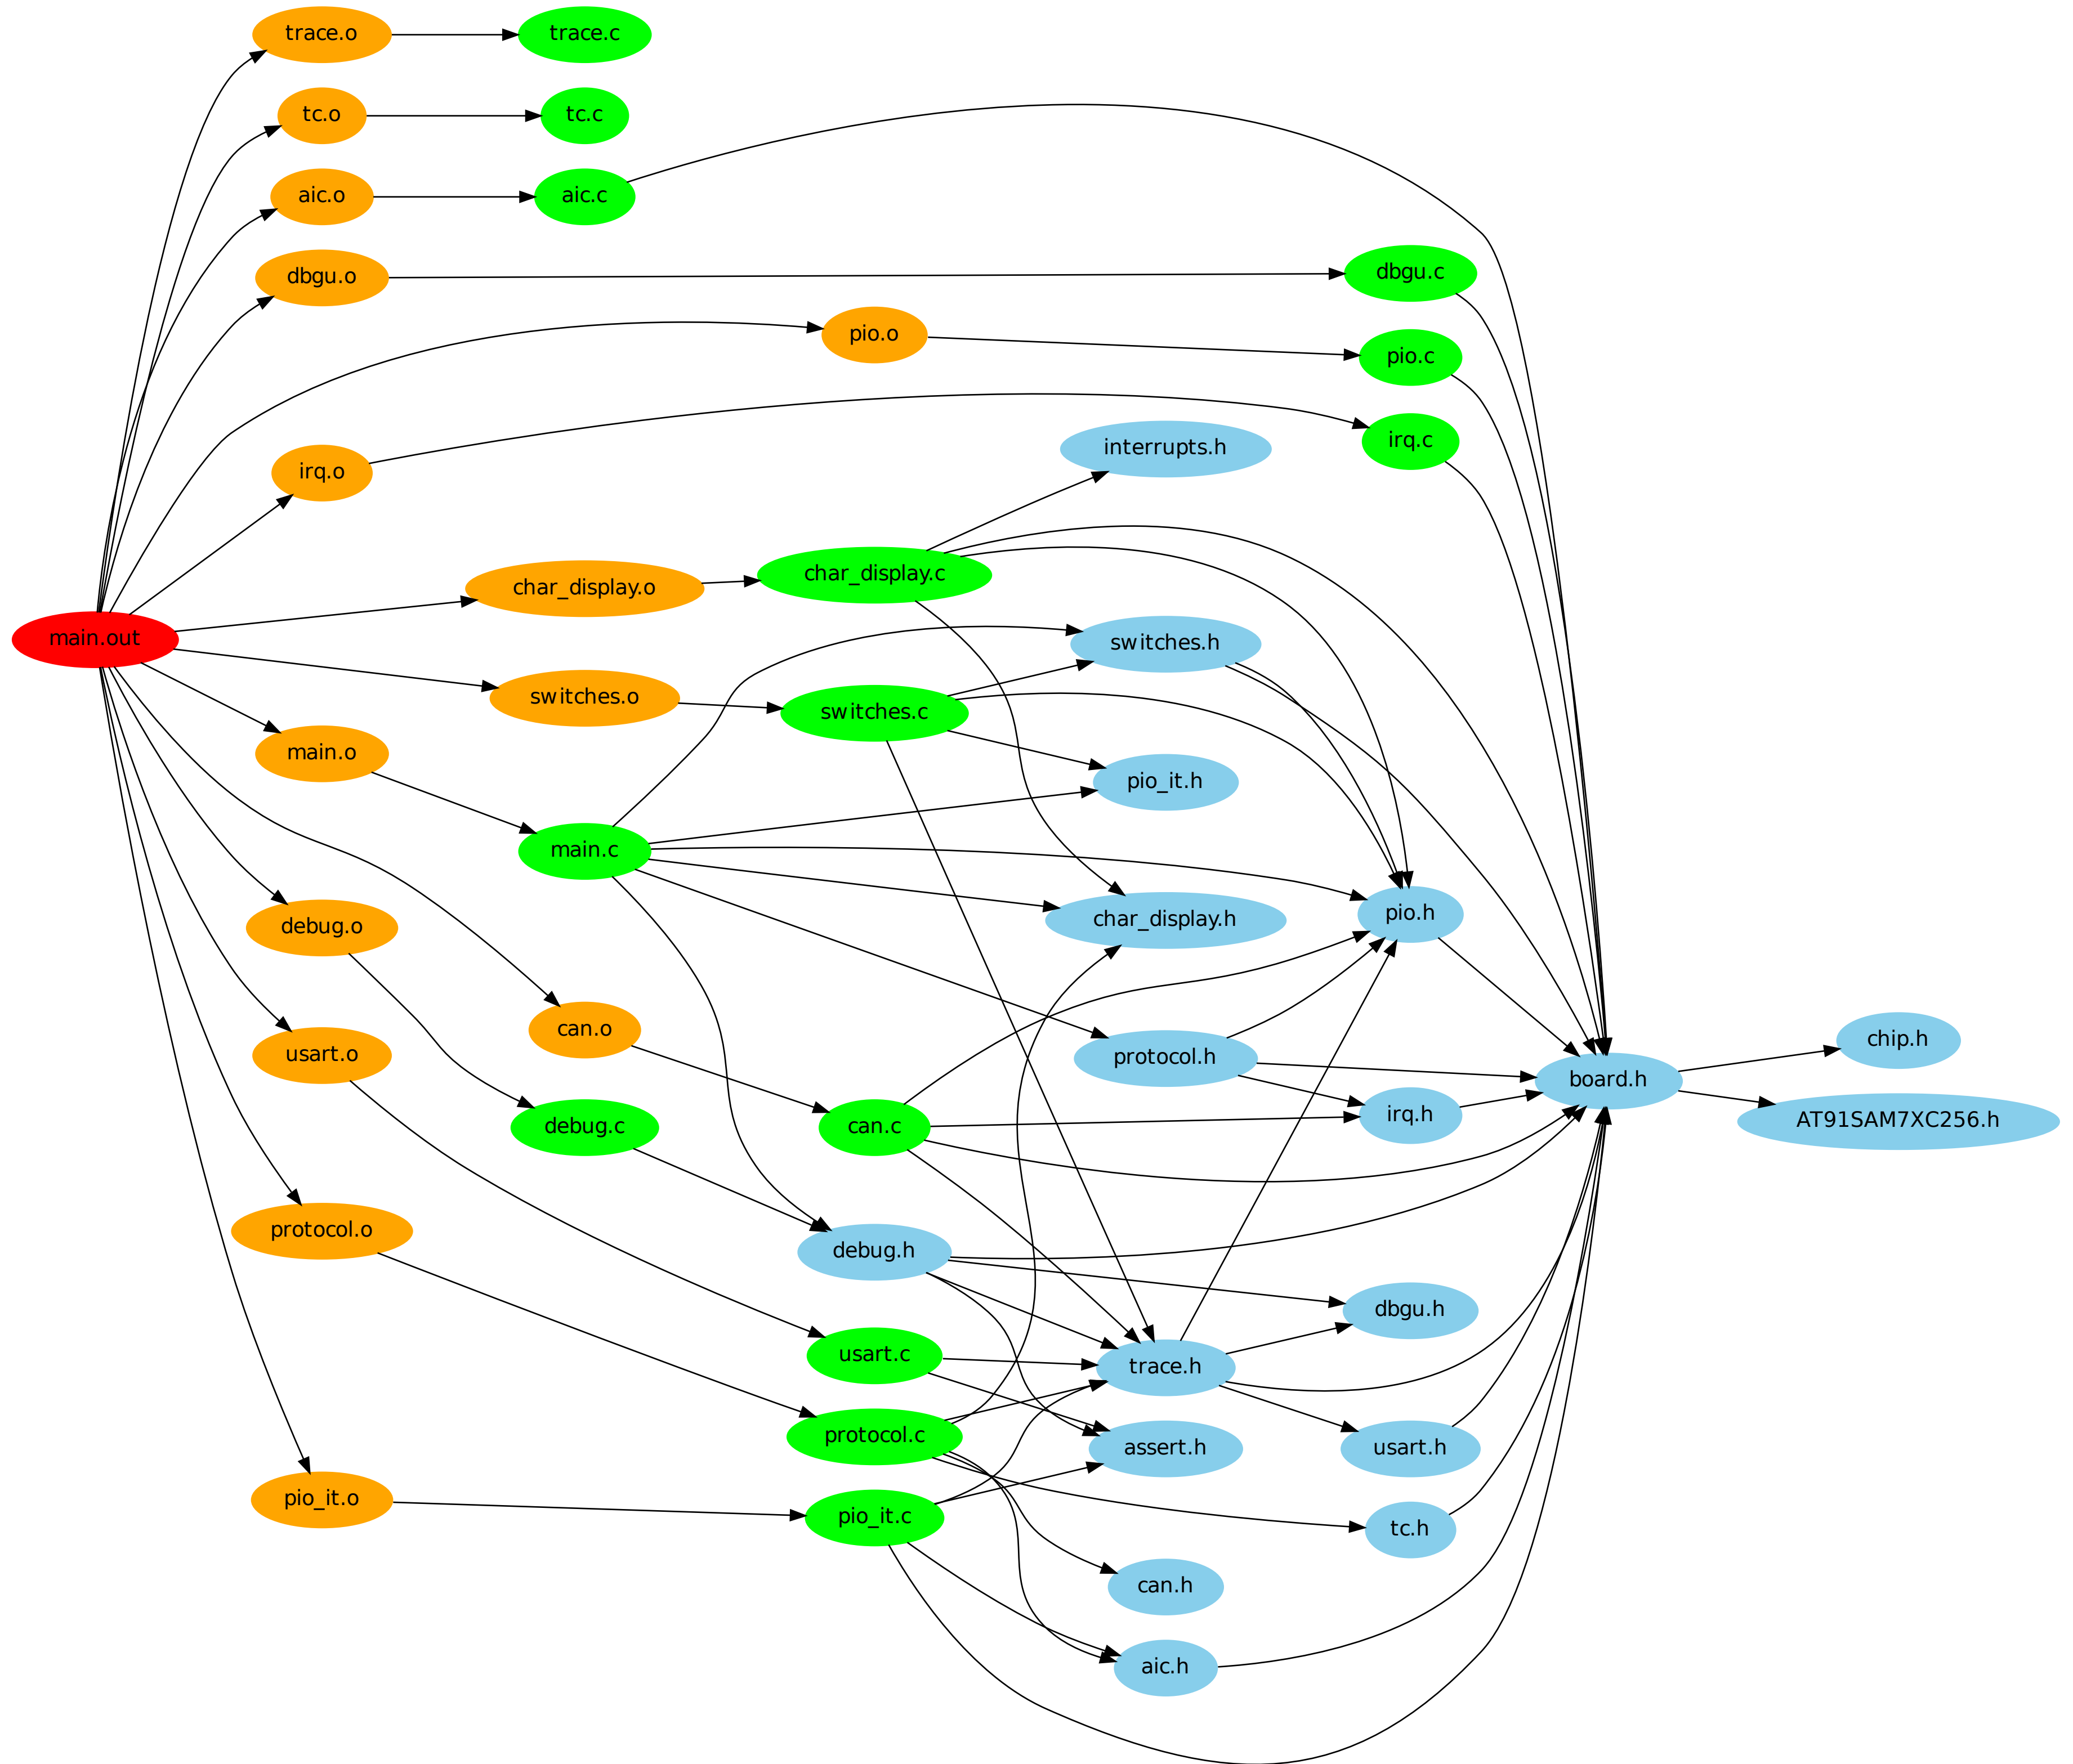 trace.o
trace.c
tc.o
tc.c
aic.o
aic.c
dbgu.o
dbgu.c
pio.o
pio.c
irq.o
irq.c
interrupts.h
char_display.o
char_display.c
main.out
switches.h
switches.o
switches.c
main.o
pio_it.h
main.c
pio.h
char_display.h
debug.o
can.o
chip.h
usart.o
protocol.h
board.h
debug.c
can.c
irq.h
AT91SAM7XC256.h
protocol.o
debug.h
dbgu.h
usart.c
trace.h
protocol.c
assert.h
usart.h
pio_it.o
pio_it.c
tc.h
can.h
aic.h